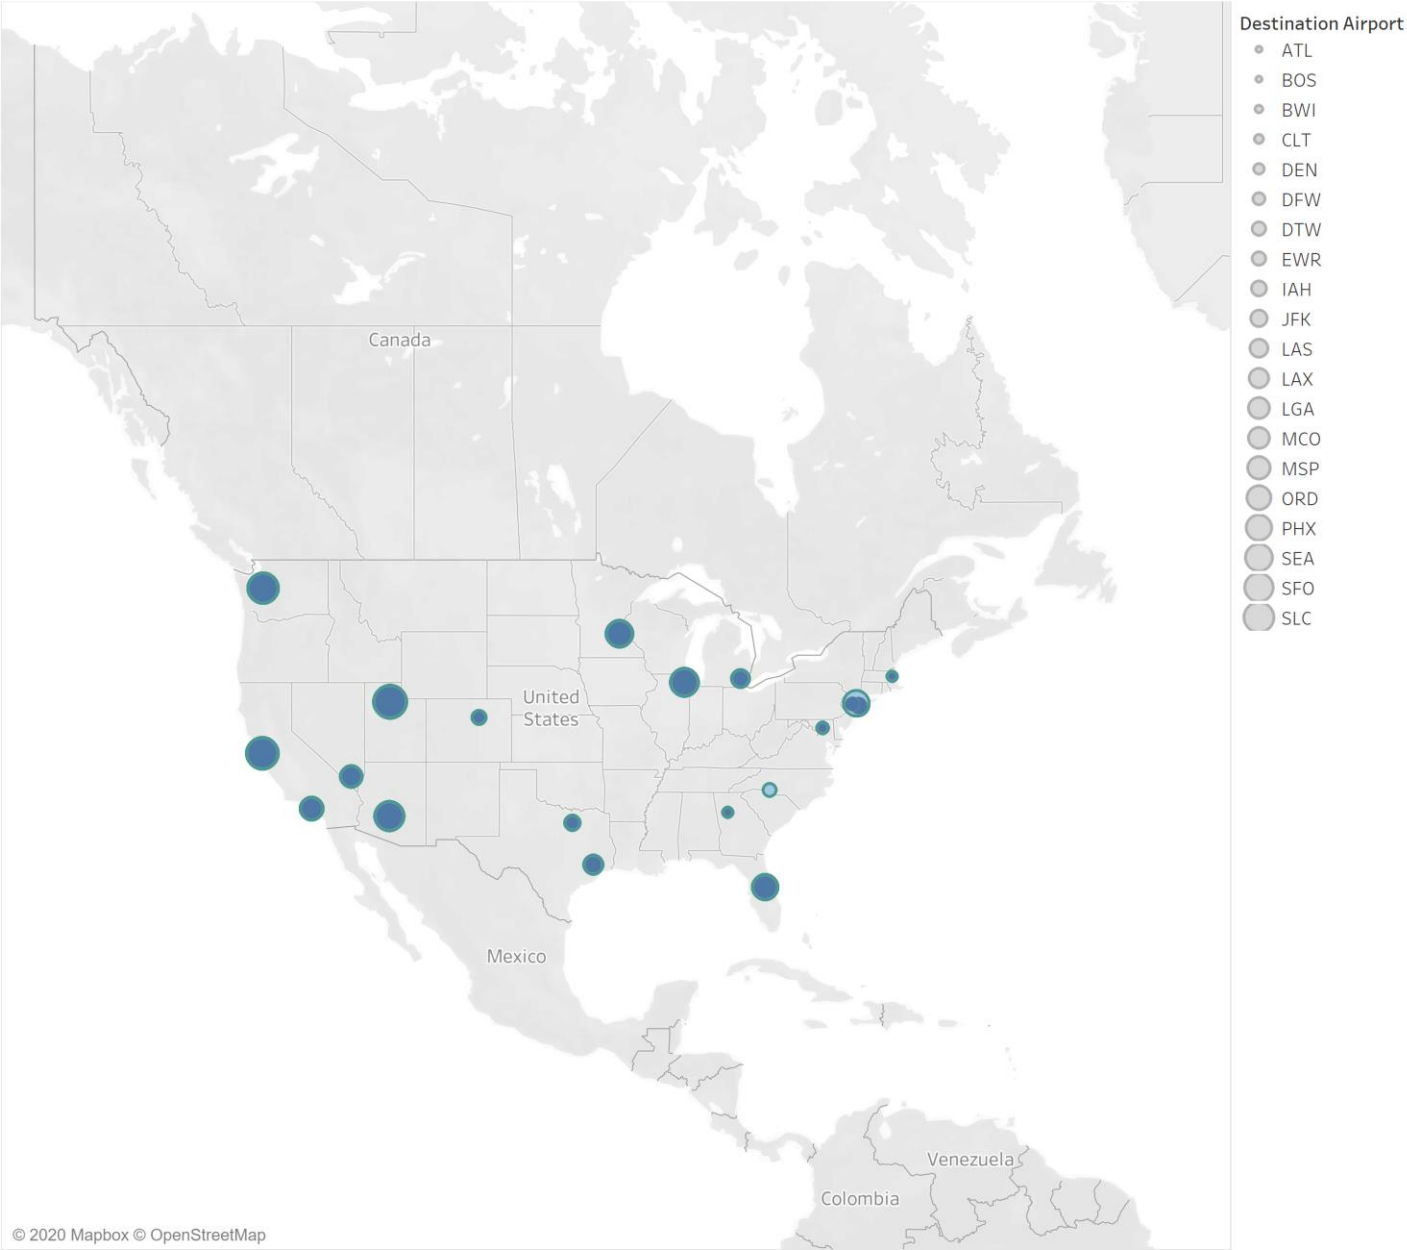 Destination Airport
ATL
BOS
BWI
CLT
DEN
DFW
DTW
EWR
IAH
JFK
LAS
LAX
LGA
MCO
MSP
ORD
PHX
SEA
SFO
SLC
Canada
United
States
Mexico
Venezuela
Colombia
© 2020 Mapbox © OpenStreetMap